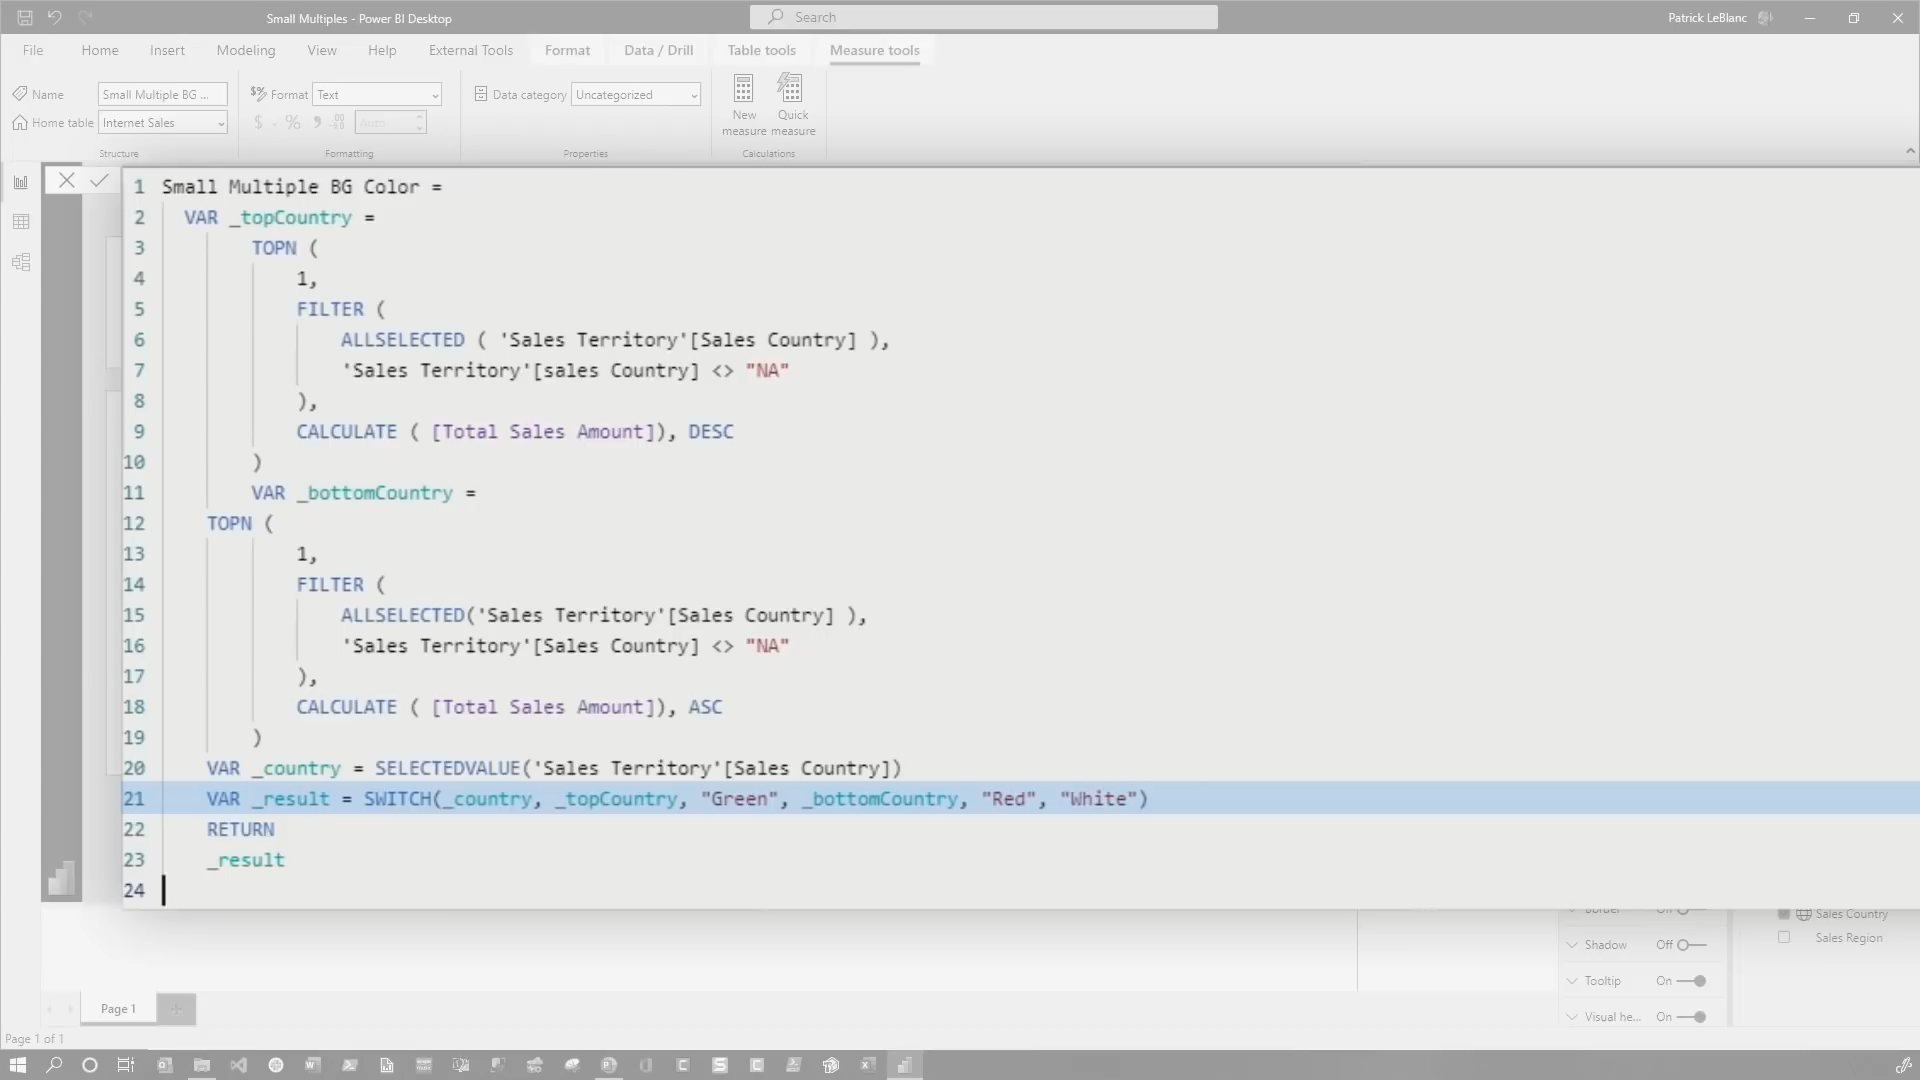 Small Multiples - Power BI Desktop
Search
Patrick LeBlanc
File Home Insert Modeling View Help External Tools Format Data / Drill Table tools Measure tools
Name Small Multiple BG ... $% Format Text Data category Uncategorized New measure Quick measure
Home table Internet Sales $ % Auto
Structure Formatting Properties Calculations
1 Small Multiple BG Color =
2 VAR _topCountry =
3 TOPN (
4 1,
5 FILTER (
6 ALLSELECTED ( 'Sales Territory'[Sales Country] ),
7 'Sales Territory'[sales Country] <> "NA"
8 ),
9 CALCULATE ( [Total Sales Amount]), DESC
10 )
11 VAR _bottomCountry =
12 TOPN (
13 1,
14 FILTER (
15 ALLSELECTED('Sales Territory'[Sales Country] ),
16 'Sales Territory'[Sales Country] <> "NA"
17 ),
18 CALCULATE ( [Total Sales Amount]), ASC
19 )
20 VAR _country = SELECTEDVALUE('Sales Territory'[Sales Country])
21 VAR _result = SWITCH(_country, _topCountry, "Green", _bottomCountry, "Red", "White")
22 RETURN
23 _result
24
Border Off Sales Country
Sales Region
Shadow Off
Tooltip On
Visual he... On
Page 1 +
Page 1 of 1